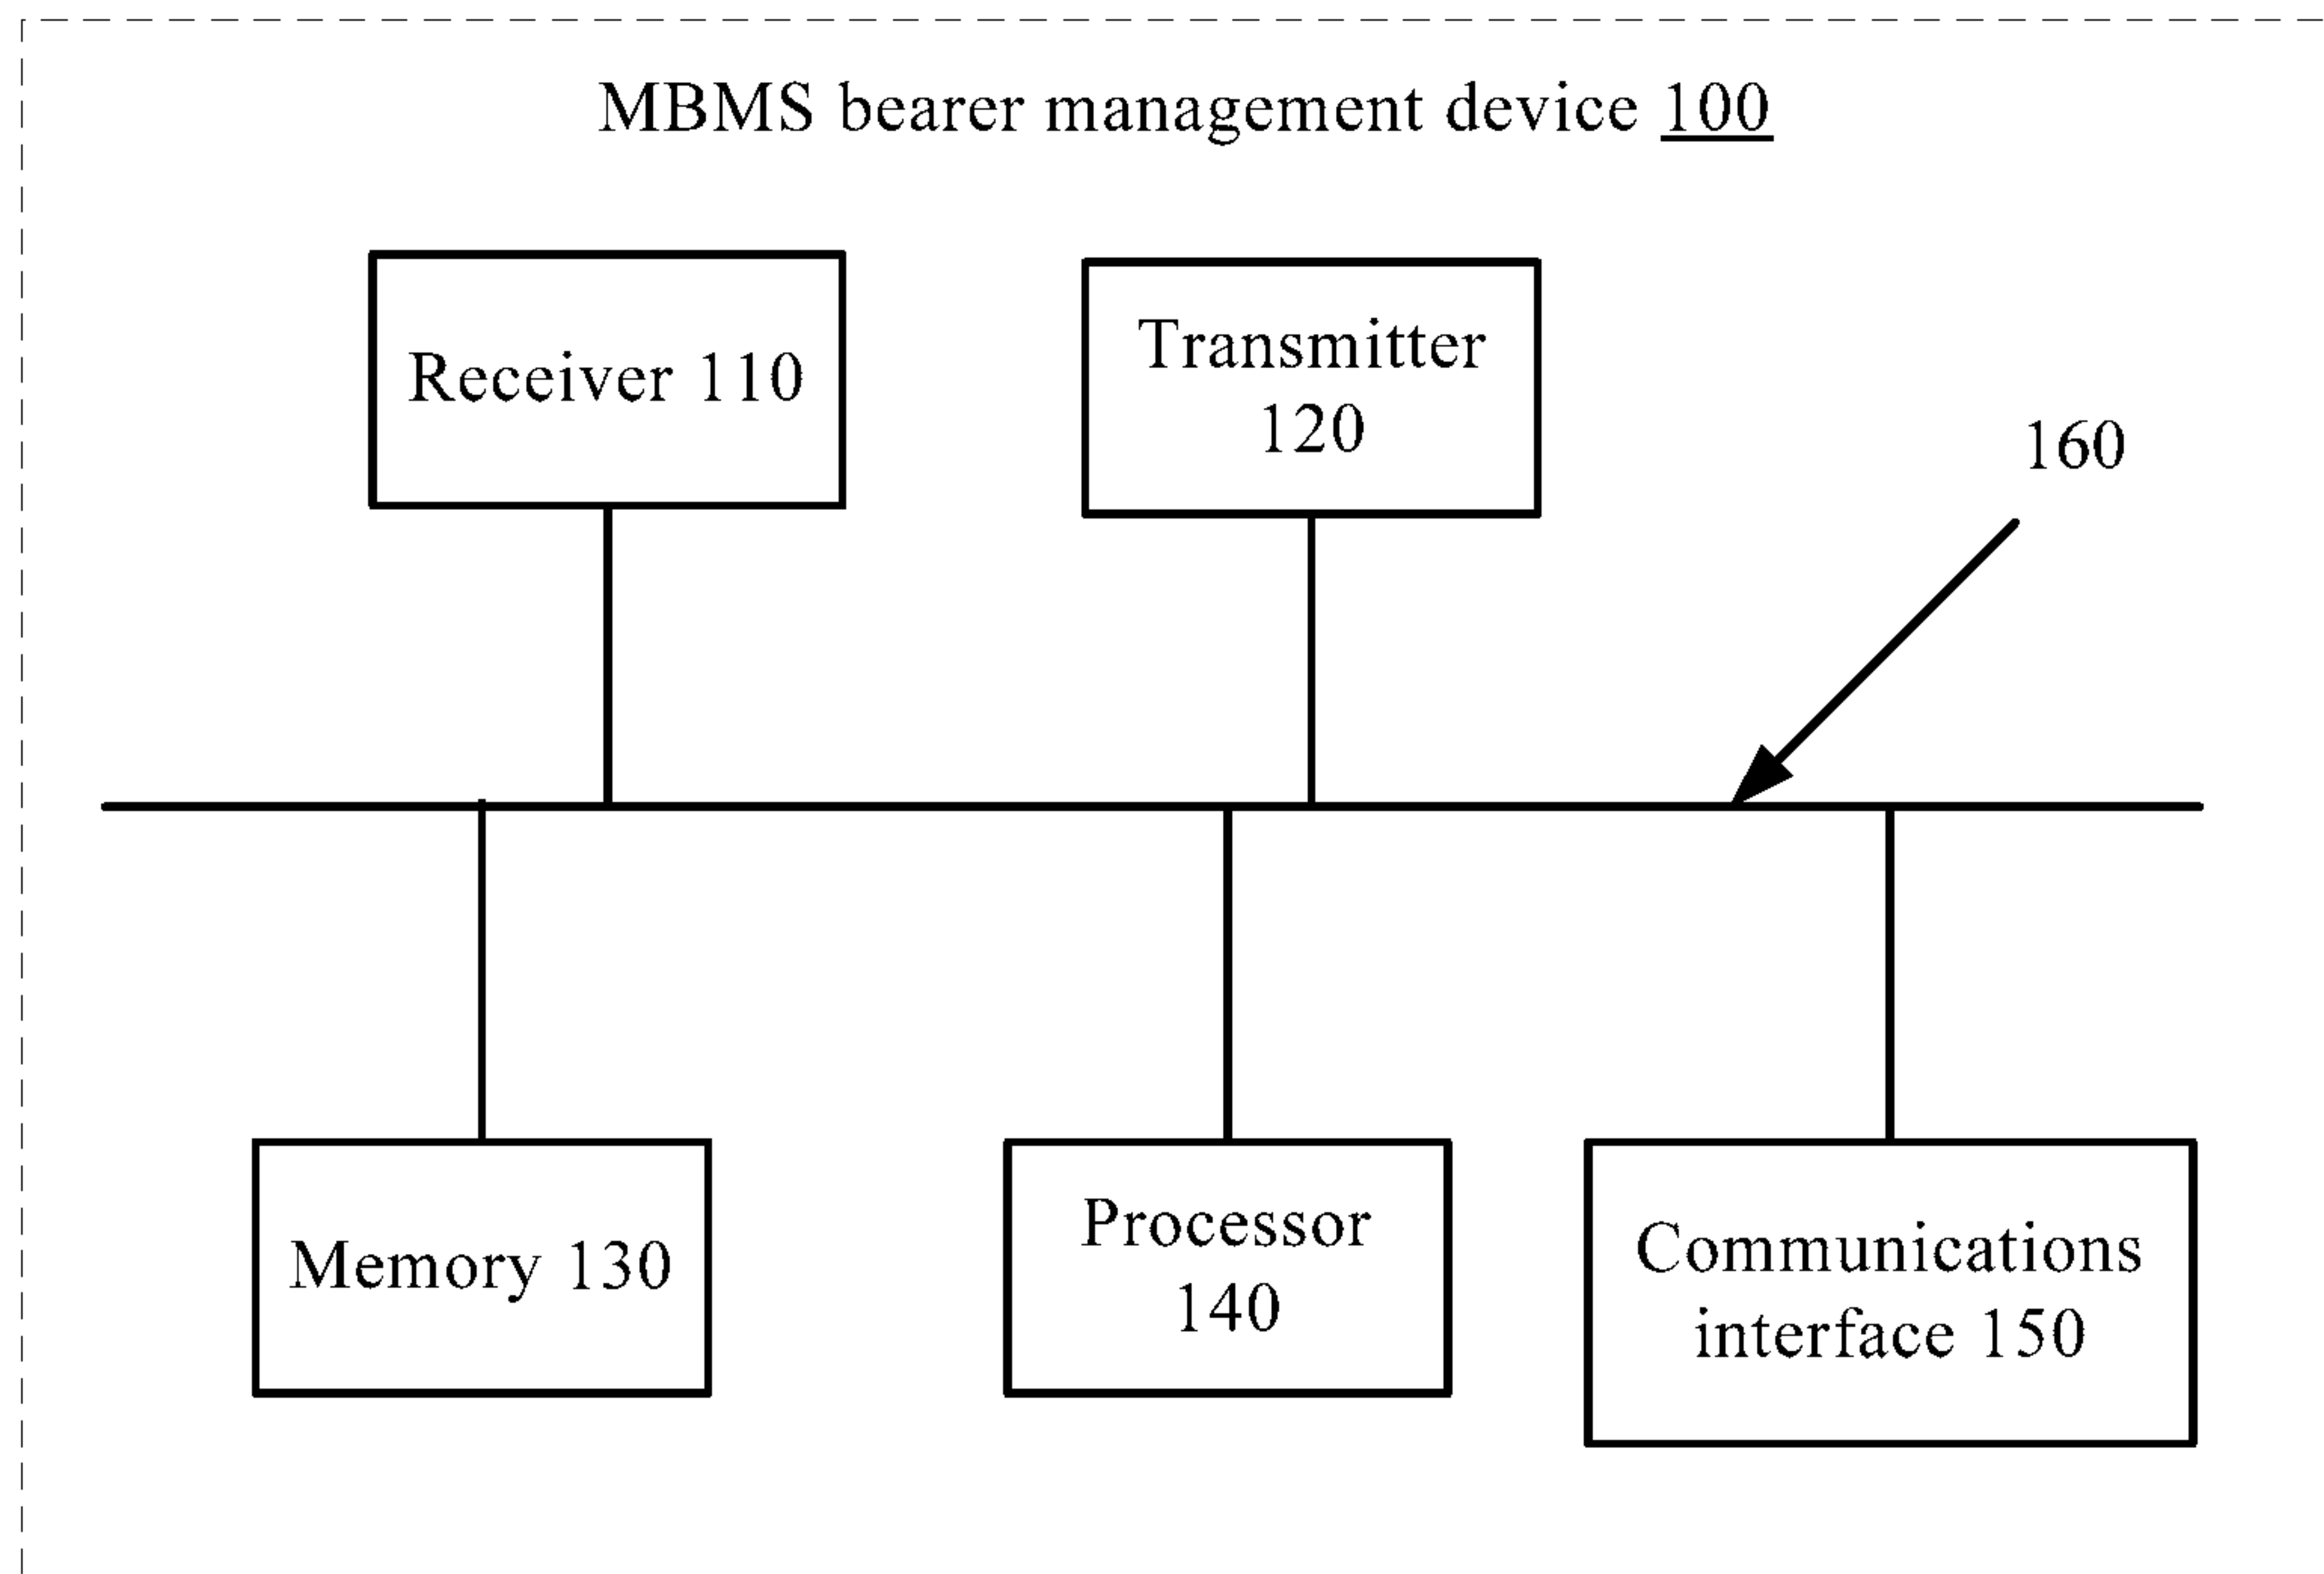 MBMS bearer management device 100
Receiver 110
Transmitter
120
160
Memory 130
Processor
140
Communications
interface 150